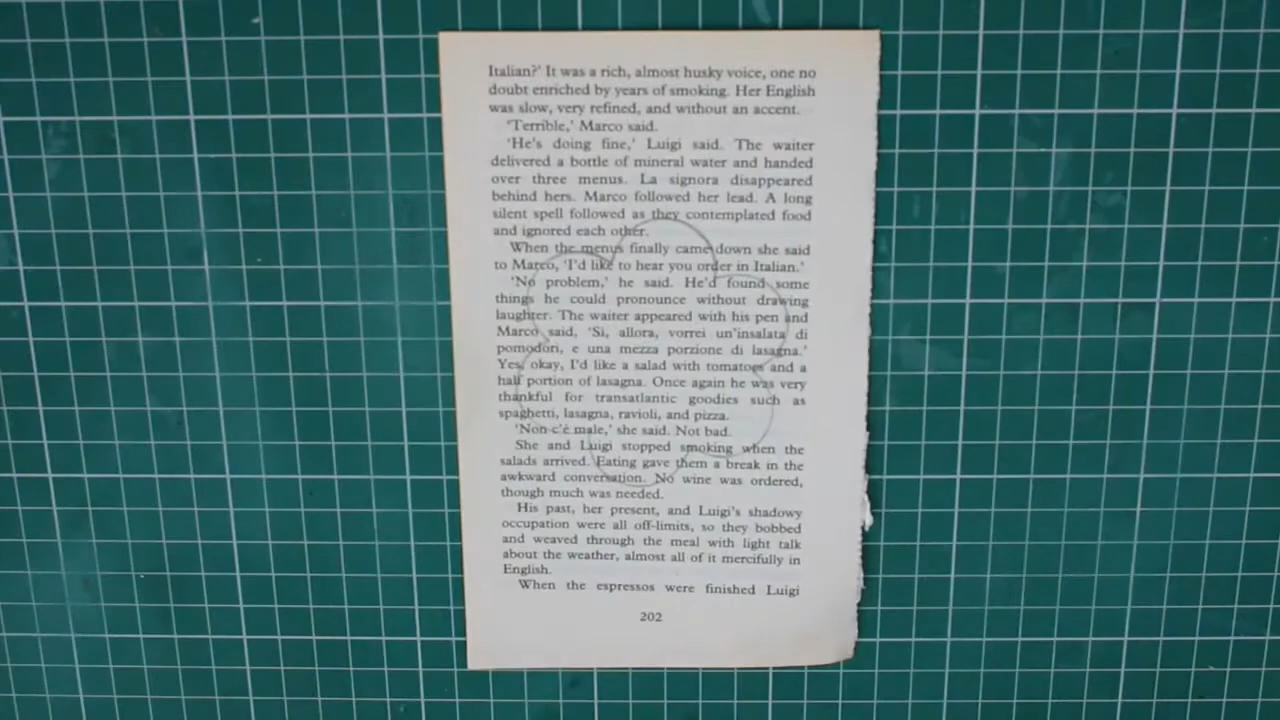 Italian?' It was a rich, almost husky voice, one no
doubt enriched by years of smoking. Her English
was slow, very refined, and without an accent.
'Terrible,' Marco said.
'He's doing fine,' Luigi said. The waiter
delivered a bottle of mineral water and handed
over three menus. La signora disappeared
behind hers. Marco followed her lead. A long
silent spell followed as they contemplated food
and ignored each other.
When the menus finally came down she said
to Marco, 'I'd like to hear you order in Italian.'
'No problem,' he said. He'd found some
things he could pronounce without drawing
laughter. The waiter appeared with his pen and
Marco said, 'Sì, allora, vorrei un'insalata di
pomodori, e una mezza porzione di lasagna.'
Yes, okay, I'd like a salad with tomatoes and a
half portion of lasagna. Once again he was very
thankful for transatlantic goodies such as
spaghetti, lasagna, ravioli, and pizza.
'Non c'è male,' she said. Not bad.
She and Luigi stopped smoking when the
salads arrived. Eating gave them a break in the
awkward conversation. No wine was ordered,
though much was needed.
His past, her present, and Luigi's shadowy
occupation were all off-limits, so they bobbed
and weaved through the meal with light talk
about the weather, almost all of it mercifully in
English.
When the espressos were finished Luigi
202